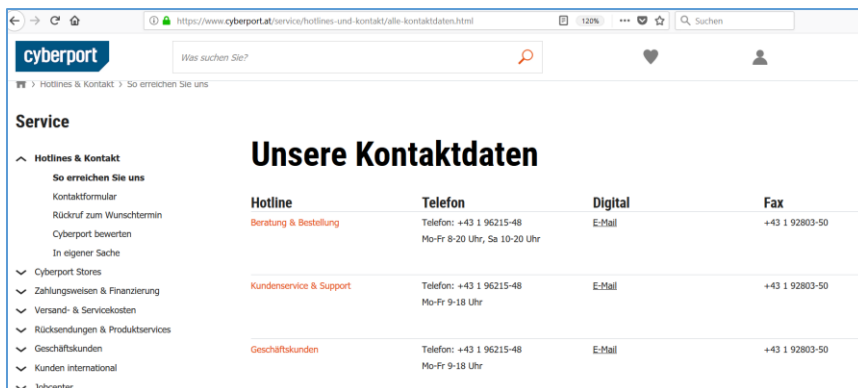 https://www.cyberport.at/service/hotlines-und-kontakt/alle-kontaktdaten.html
120%
Suchen
cyberport
Was suchen Sie?
Hotlines & Kontakt > So erreichen Sie uns
Service
Hotlines & Kontakt
So erreichen Sie uns
Kontaktformular
Rückruf zum Wunschtermin
Cyberport bewerten
In eigener Sache
Cyberport Stores
Zahlungsweisen & Finanzierung
Versand- & Servicekosten
Rücksendungen & Produktservices
Geschäftskunden
Kunden international
Jobcenter
Unsere Kontaktdaten
Hotline Telefon Digital Fax
Beratung & Bestellung Telefon: +43 1 96215-48 E-Mail +43 1 92803-50
Mo-Fr 8-20 Uhr, Sa 10-20 Uhr
Kundenservice & Support Telefon: +43 1 96215-48 E-Mail +43 1 92803-50
Mo-Fr 9-18 Uhr
Geschäftskunden Telefon: +43 1 96215-48 E-Mail +43 1 92803-50
Mo-Fr 9-18 Uhr